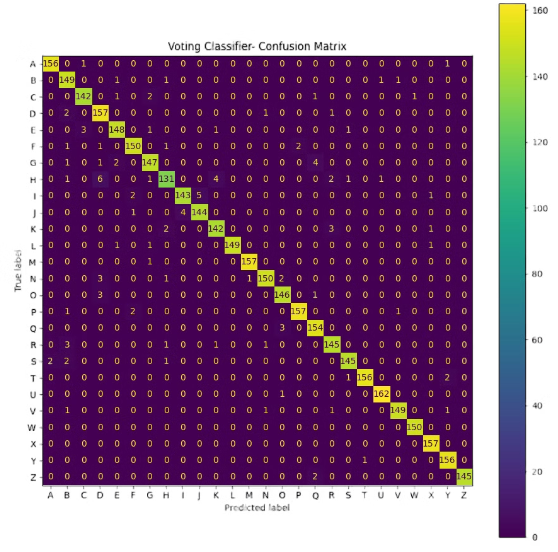 Voting Classifier- Confusion Matrix
A 156 0 1 0 0 0 0 0 0 0 0 0 0 0 0 0 0 0 0 0 0 0 0 0 1 0
B 0 149 0 0 1 0 0 1 0 0 0 0 0 0 0 0 0 0 0 0 1 1 0 0 0 0
C 0 0 142 0 1 0 2 0 0 0 0 0 0 0 0 0 1 0 0 0 0 0 1 0 0 0
D 0 2 0 157 0 0 0 0 0 0 0 0 0 1 0 0 0 1 0 0 0 0 0 0 0 0
E 0 0 3 0 148 0 1 0 0 0 1 0 0 0 0 0 0 0 1 0 0 0 0 0 0 0
F 0 1 0 1 0 150 0 1 0 0 0 0 0 0 0 2 0 0 0 0 0 0 0 0 0 0
G 0 1 0 1 2 0 147 0 0 0 0 0 0 0 0 0 4 0 0 0 0 0 0 0 0 0
H 0 1 0 6 0 0 1 131 0 0 4 0 0 0 0 0 0 2 1 0 1 0 0 0 0 0
I 0 0 0 0 0 2 0 0 143 5 0 0 0 0 0 0 0 0 0 0 0 0 0 1 0 0
J 0 0 0 0 0 1 0 0 4 144 0 0 0 0 0 0 0 0 0 0 0 0 0 0 0 0
K 0 0 0 0 0 0 0 2 0 0 142 0 0 0 0 0 0 3 0 0 0 0 0 1 0 0
L 0 0 0 0 1 0 1 0 0 0 0 149 0 0 0 0 0 0 0 0 0 0 0 1 0 0
M 0 0 0 0 0 0 1 0 0 0 0 0 157 0 0 0 0 0 0 0 0 0 0 0 0 0
N 0 0 0 3 0 0 0 1 0 0 0 0 1 150 2 0 0 0 0 0 0 0 0 0 0 0
O 0 0 0 3 0 0 0 0 0 0 0 0 0 0 146 0 1 0 0 0 0 0 0 0 0 0
P 0 1 0 0 0 2 0 0 0 0 0 0 0 0 0 157 0 0 0 0 0 1 0 0 0 0
Q 0 0 0 0 0 0 0 0 0 0 0 0 0 0 3 0 154 0 0 0 0 0 0 0 0 0
R 0 3 0 0 0 0 0 1 0 0 1 0 0 1 0 0 0 145 0 0 0 0 0 0 0 0
S 2 2 0 0 0 0 0 1 0 0 0 0 0 0 0 0 0 0 145 0 0 0 0 0 0 0
T 0 0 0 0 0 0 0 0 0 0 0 0 0 0 0 0 0 0 1 156 0 0 0 0 2 0
U 0 0 0 0 0 0 0 0 0 0 0 0 0 0 1 0 0 0 0 0 162 0 0 0 0 0
V 0 1 0 0 0 0 0 0 0 0 0 0 0 1 0 0 0 1 0 0 0 149 0 0 1 0
W 0 0 0 0 0 0 0 0 0 0 0 0 0 0 0 0 0 0 0 0 0 0 150 0 0 0
X 0 0 0 0 0 0 0 0 0 0 0 0 0 0 0 0 0 0 0 0 0 0 0 157 0 0
Y 0 0 0 0 0 0 0 0 0 0 0 0 0 0 0 0 0 0 0 1 0 0 0 0 156 0
Z 0 0 0 0 0 0 0 0 0 0 0 0 0 0 0 0 2 0 0 0 0 0 0 0 0 145
A B C D E F G H I J K L M N O P Q R S T U V W X Y Z
True label
Predicted label
160
140
120
100
80
60
40
20
0